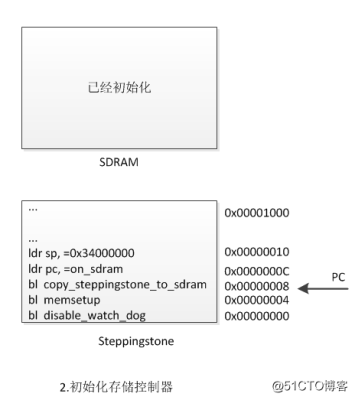 已经初始化
SDRAM
...
0x00001000
...
ldr sp, =0x34000000
0x00000010
ldr pc, =on_sdram
0x0000000C
bl copy_steppingstone_to_sdram
0x00000008
PC
bl memsetup
0x00000004
bl disable_watch_dog
0x00000000
Steppingstone
2.初始化存储控制器
@51CTO博客